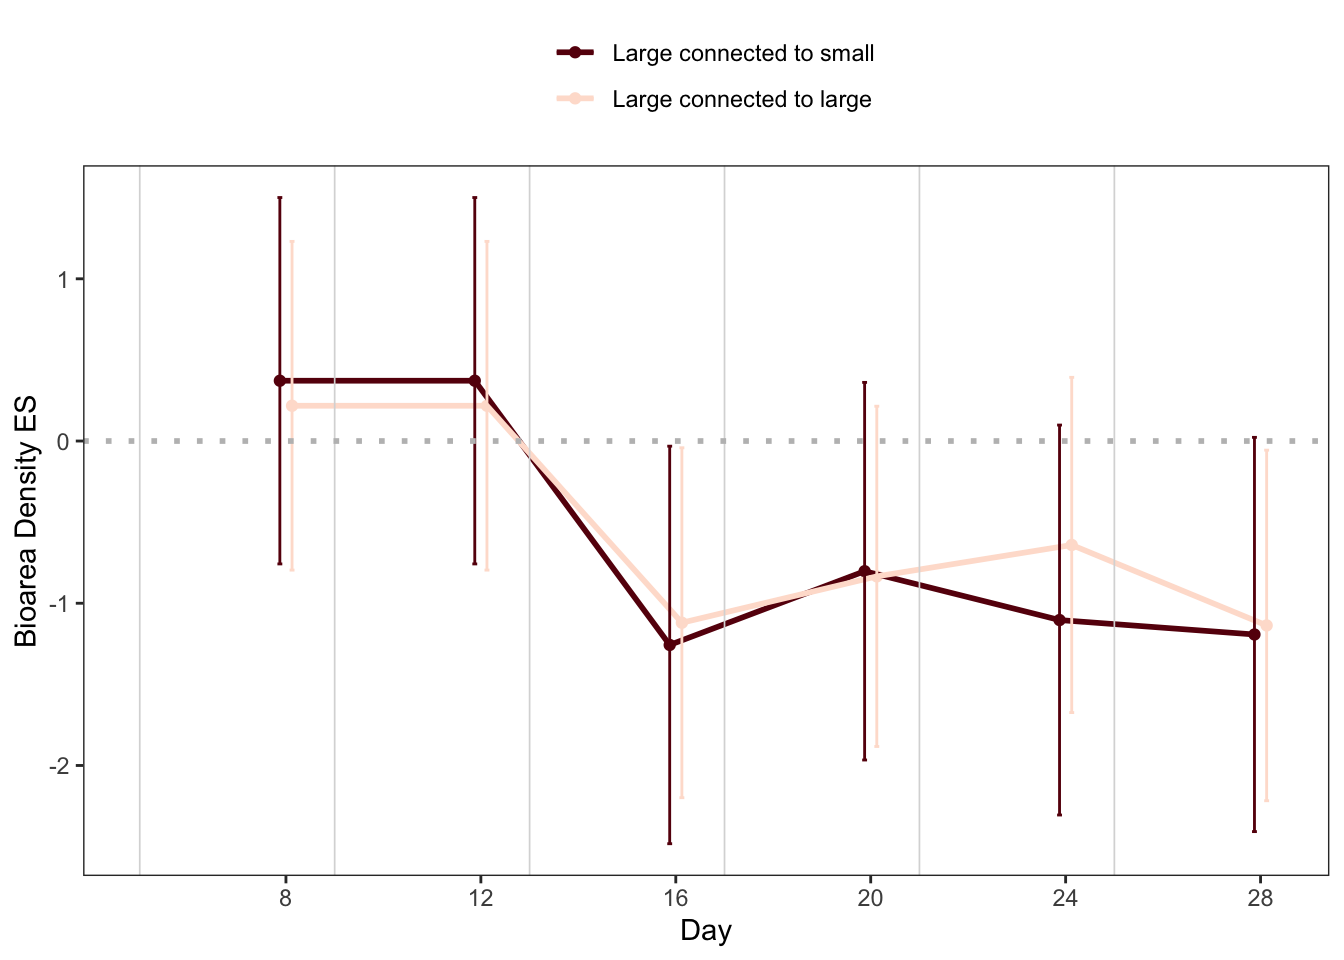 Large connected to small
Large connected to large
Bioarea Density ES
1
0
-1
-2
8 12 16 20 24 28
Day